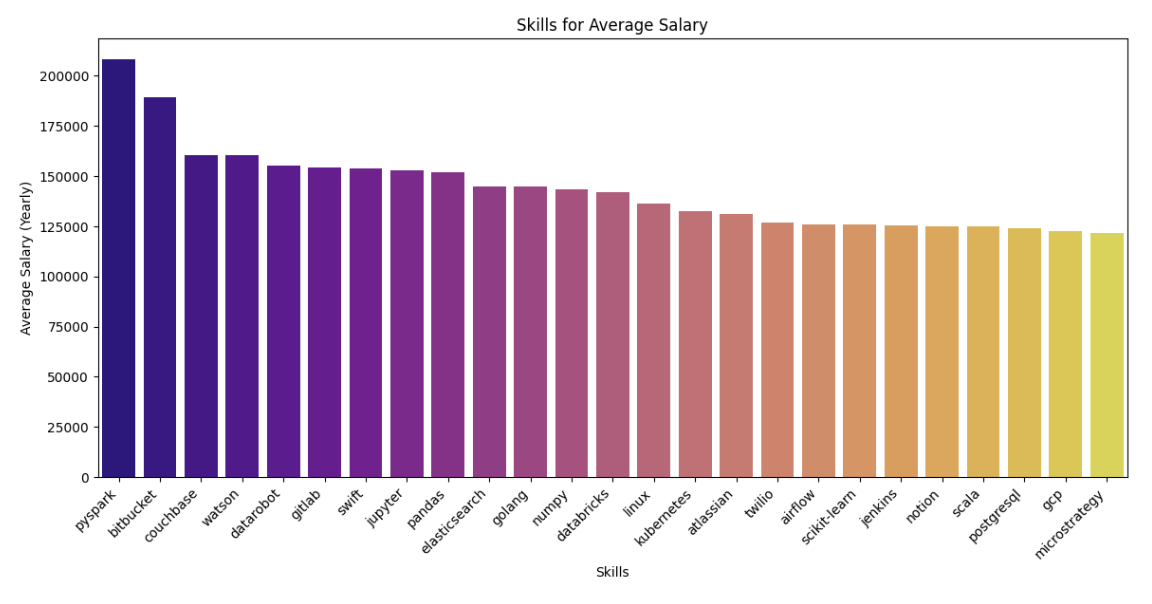 Skills for Average Salary
Average Salary (Yearly)
200000
175000
150000
125000
100000
75000
50000
25000
0
pyspark
bitbucket
couchbase
watson
datarobot
gitlab
swift
jupyter
pandas
elasticsearch
golang
numpy
databricks
linux
kubernetes
atlassian
twilio
airflow
scikit-learn
jenkins
notion
scala
postgresql
gcp
microstrategy
Skills